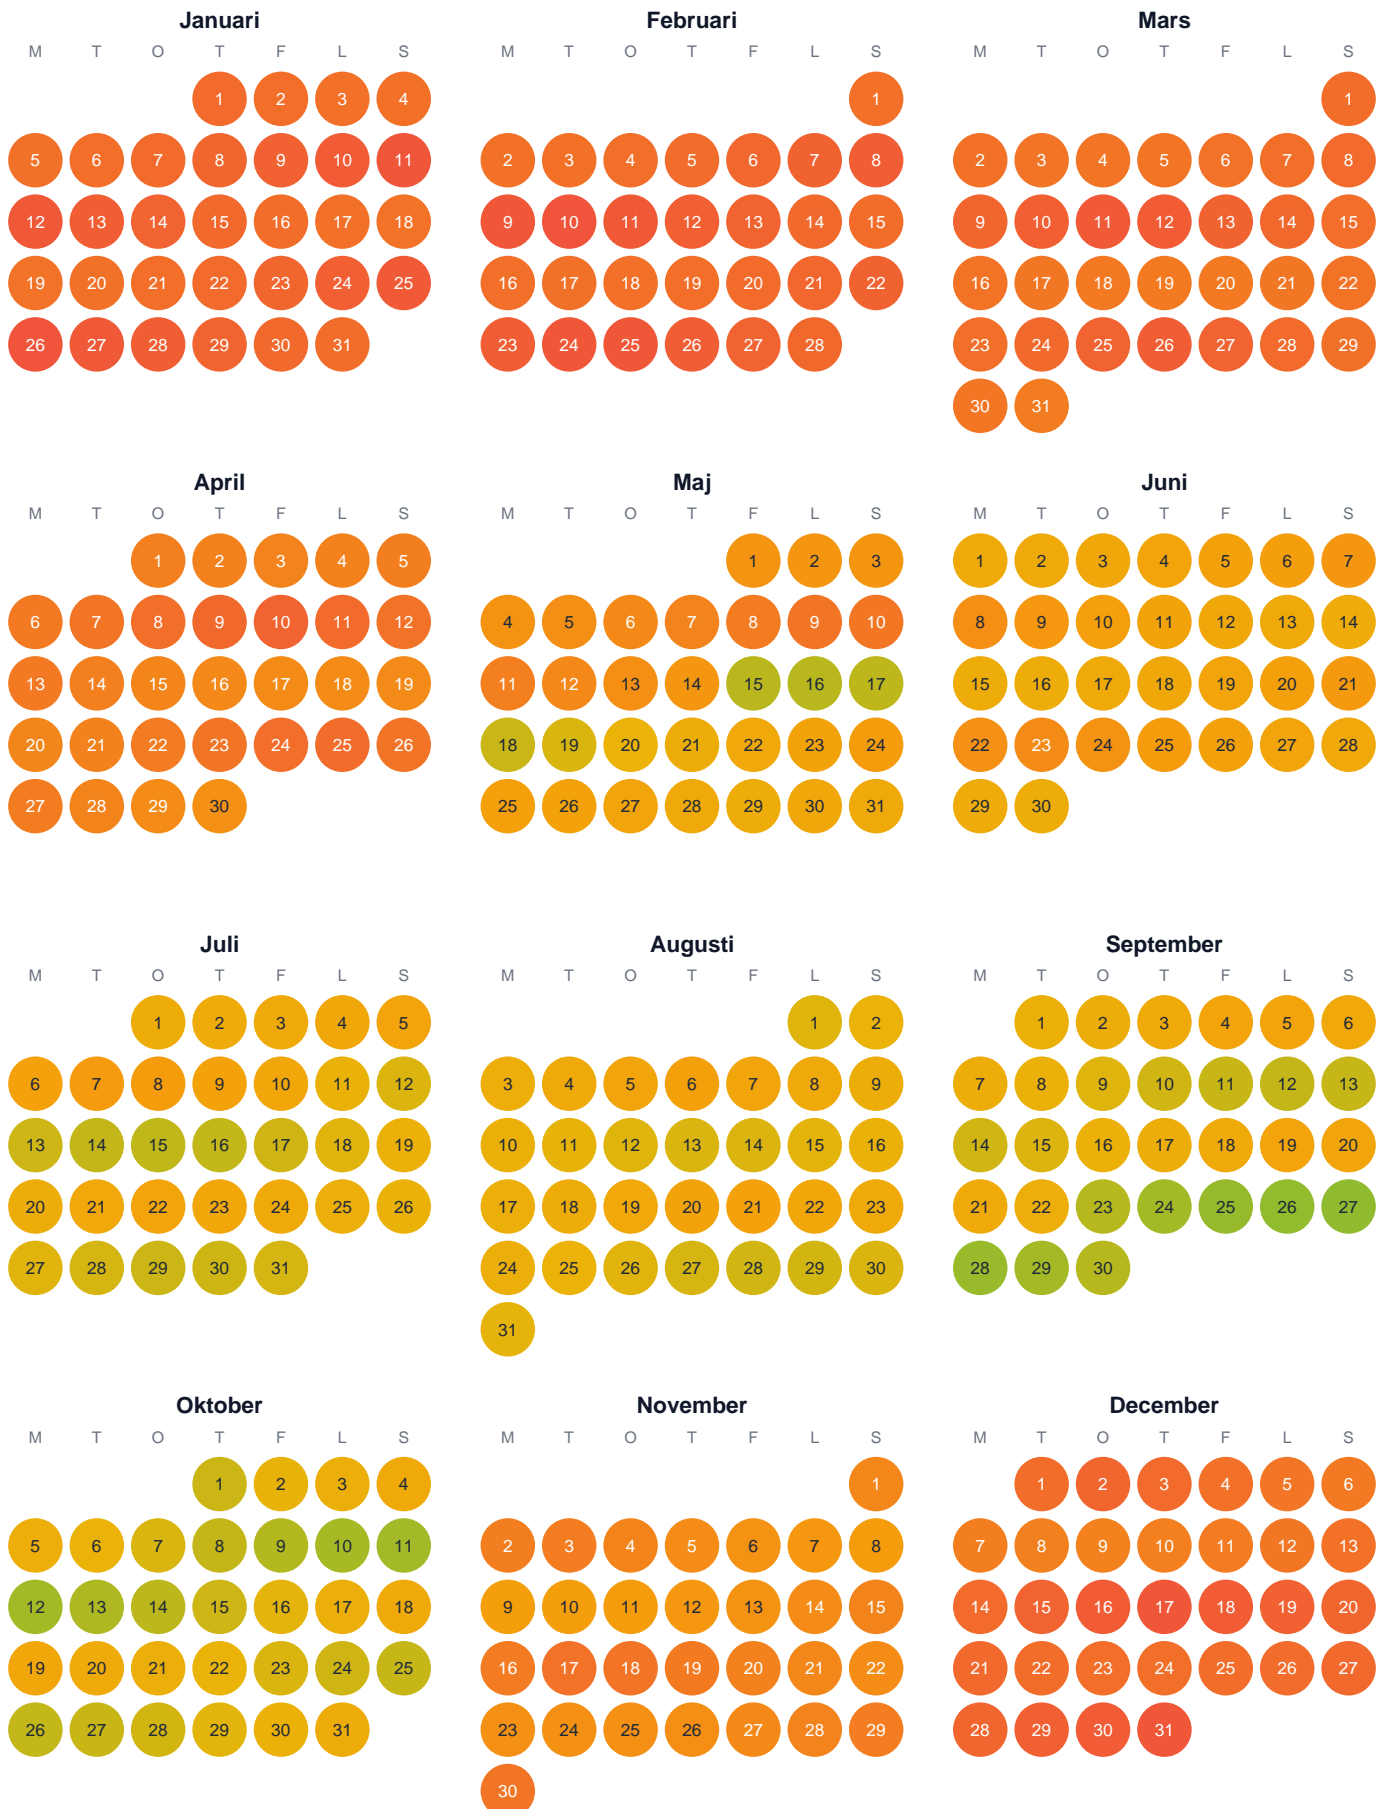 Januari Februari Mars
M T O T F L S M T O T F L S M T O T F L S
1 2 3 4 1 1
5 6 7 8 9 10 11 2 3 4 5 6 7 8 2 3 4 5 6 7 8
12 13 14 15 16 17 18 9 10 11 12 13 14 15 9 10 11 12 13 14 15
19 20 21 22 23 24 25 16 17 18 19 20 21 22 16 17 18 19 20 21 22
26 27 28 29 30 31 23 24 25 26 27 28 23 24 25 26 27 28 29
30 31
April Maj Juni
M T O T F L S M T O T F L S M T O T F L S
1 2 3 4 5 1 2 3 1 2 3 4 5 6 7
6 7 8 9 10 11 12 4 5 6 7 8 9 10 8 9 10 11 12 13 14
13 14 15 16 17 18 19 11 12 13 14 15 16 17 15 16 17 18 19 20 21
20 21 22 23 24 25 26 18 19 20 21 22 23 24 22 23 24 25 26 27 28
27 28 29 30 25 26 27 28 29 30 31 29 30
Juli Augusti September
M T O T F L S M T O T F L S M T O T F L S
1 2 3 4 5 1 2 1 2 3 4 5 6
6 7 8 9 10 11 12 3 4 5 6 7 8 9 7 8 9 10 11 12 13
13 14 15 16 17 18 19 10 11 12 13 14 15 16 14 15 16 17 18 19 20
20 21 22 23 24 25 26 17 18 19 20 21 22 23 21 22 23 24 25 26 27
27 28 29 30 31 24 25 26 27 28 29 30 28 29 30
31
Oktober November December
M T O T F L S M T O T F L S M T O T F L S
1 2 3 4 1 1 2 3 4 5 6
5 6 7 8 9 10 11 2 3 4 5 6 7 8 7 8 9 10 11 12 13
12 13 14 15 16 17 18 9 10 11 12 13 14 15 14 15 16 17 18 19 20
19 20 21 22 23 24 25 16 17 18 19 20 21 22 21 22 23 24 25 26 27
26 27 28 29 30 31 23 24 25 26 27 28 29 28 29 30 31
30